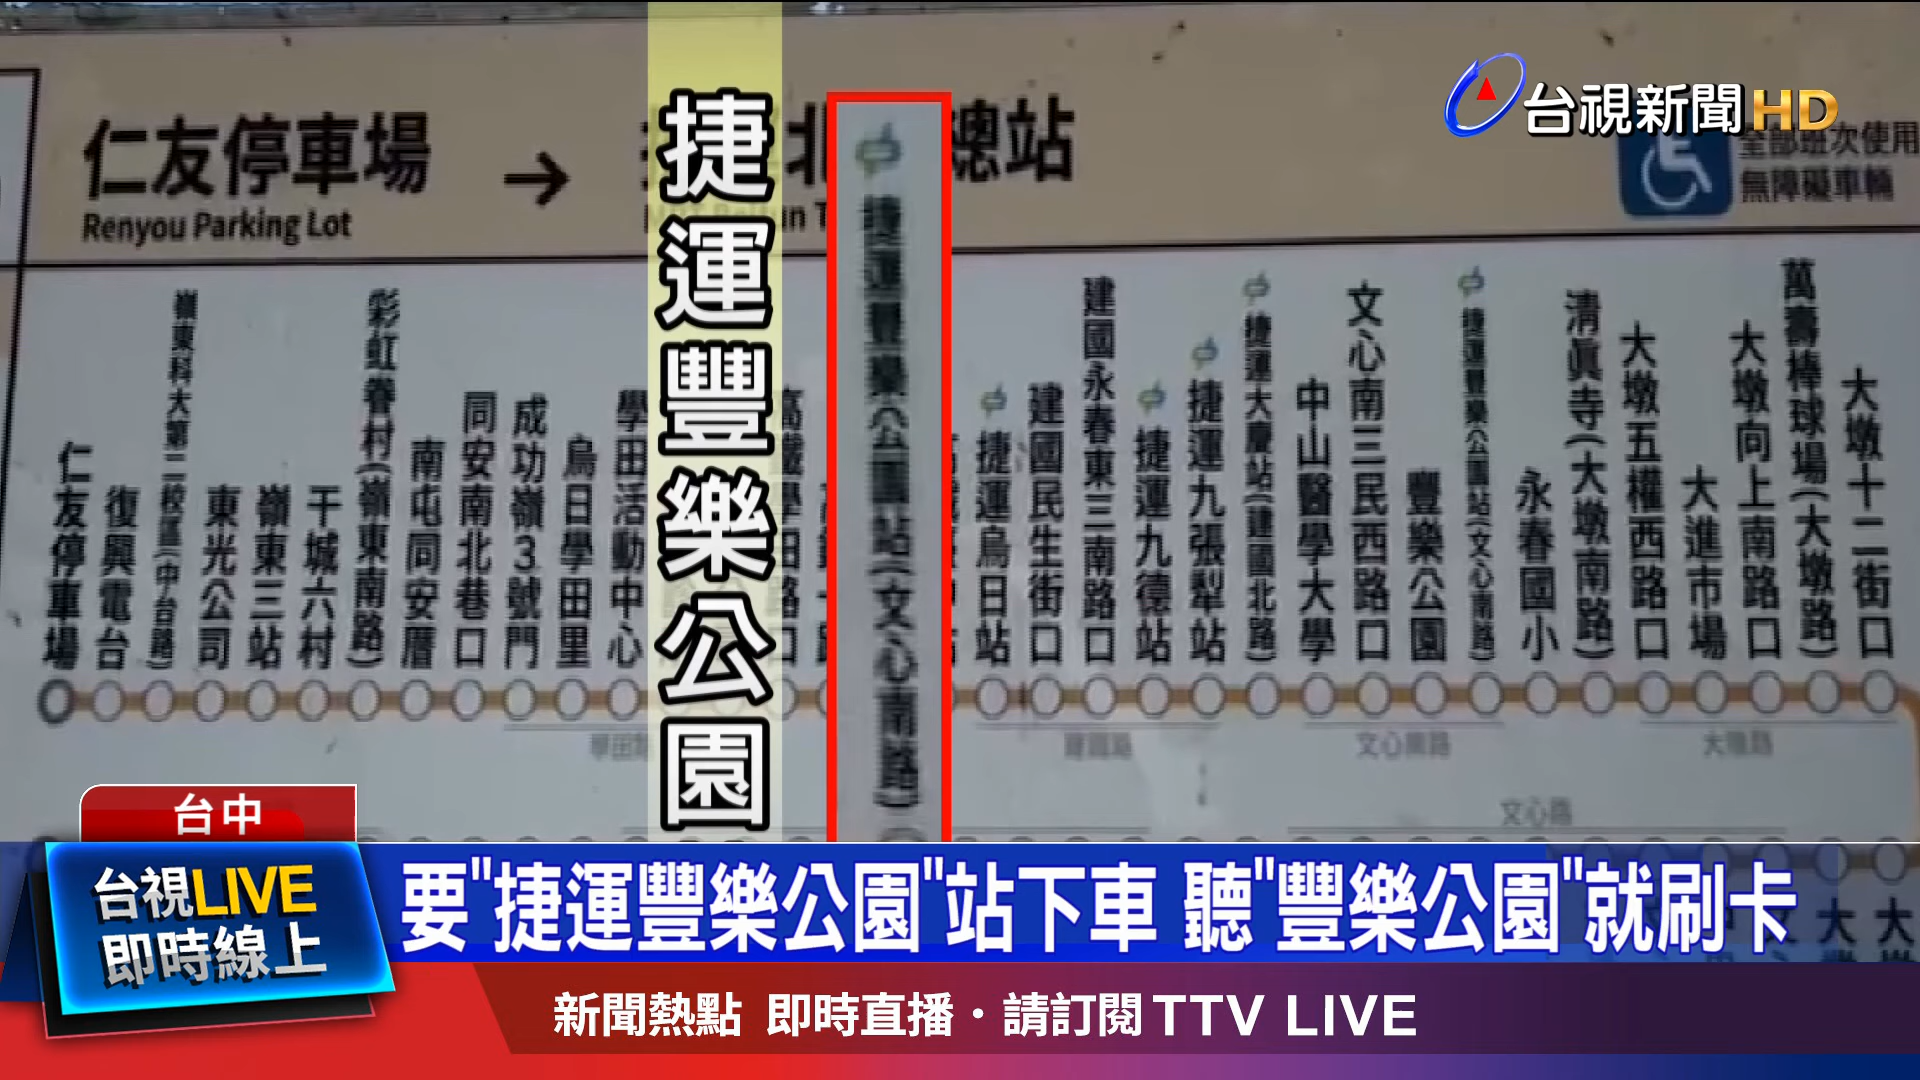 台視新聞HD
仁友停車場
→
總站
Renyou Parking Lot
全部班次使用
無障礙車輛
捷運豐樂公園
捷運豐樂公園站(文心南路)
仁友停車場
復興電台
嶺東科大第二校區(中台路)
東光公司
嶺東三站
干城六村
彩虹眷村(嶺東南路)
南屯同安厝
同安南北巷口
成功嶺3號門
烏日學田里
學田活動中心
捷運烏日站
建國民生街口
建國永春東三南路口
捷運九德站
捷運九張犁站
捷運大慶站(建國北路)
中山醫學大學
文心南三民西路口
豐樂公園
捷運豐樂公園站(文心南路)
永春國小
清真寺(大墩南路)
大墩五權西路口
大進市場
大墩向上南路口
萬壽棒球場(大墩路)
大墩十二街口
建國路
文心南路
大墩路
文心路
台中
台視LIVE
即時線上
要"捷運豐樂公園"站下車 聽"豐樂公園"就刷卡
新聞熱點 即時直播・請訂閱TTV LIVE